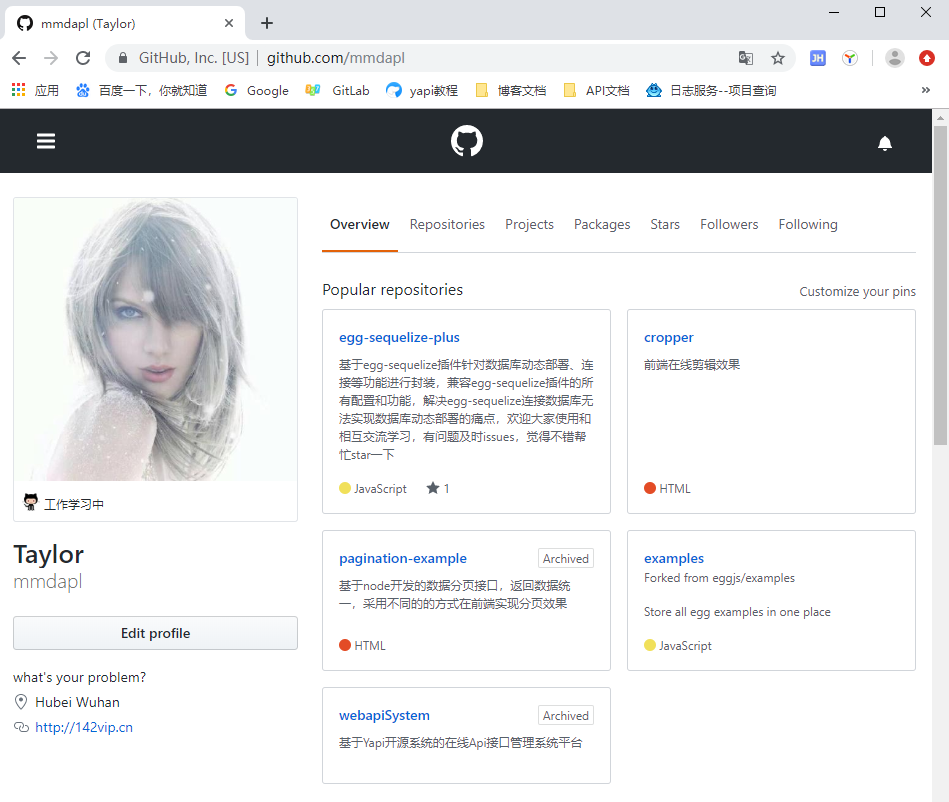 mmdapl (Taylor)
GitHub, Inc. [US] | github.com/mmdapl
JH
应用 百度一下，你就知道 Google GitLab yapi教程 博客文档 API文档 日志服务--项目查询 »
Overview Repositories Projects Packages Stars Followers Following
Popular repositories Customize your pins
egg-sequelize-plus
基于egg-sequelize插件针对数据库动态部署、连
接等功能进行封装，兼容egg-sequelize插件的所
有配置和功能，解决egg-sequelize连接数据库无
法实现数据库动态部署的痛点，欢迎大家使用和
相互交流学习，有问题及时issues，觉得不错帮
忙star一下
JavaScript 1
cropper
前端在线剪辑效果
HTML
pagination-example Archived
基于node开发的数据分页接口，返回数据统
一，采用不同的的方式在前端实现分页效果
HTML
examples
Forked from eggjs/examples
Store all egg examples in one place
JavaScript
webapiSystem Archived
基于Yapi开源系统的在线Api接口管理系统平台
工作学习中
Taylor
mmdapl
Edit profile
what's your problem?
Hubei Wuhan
http://142vip.cn